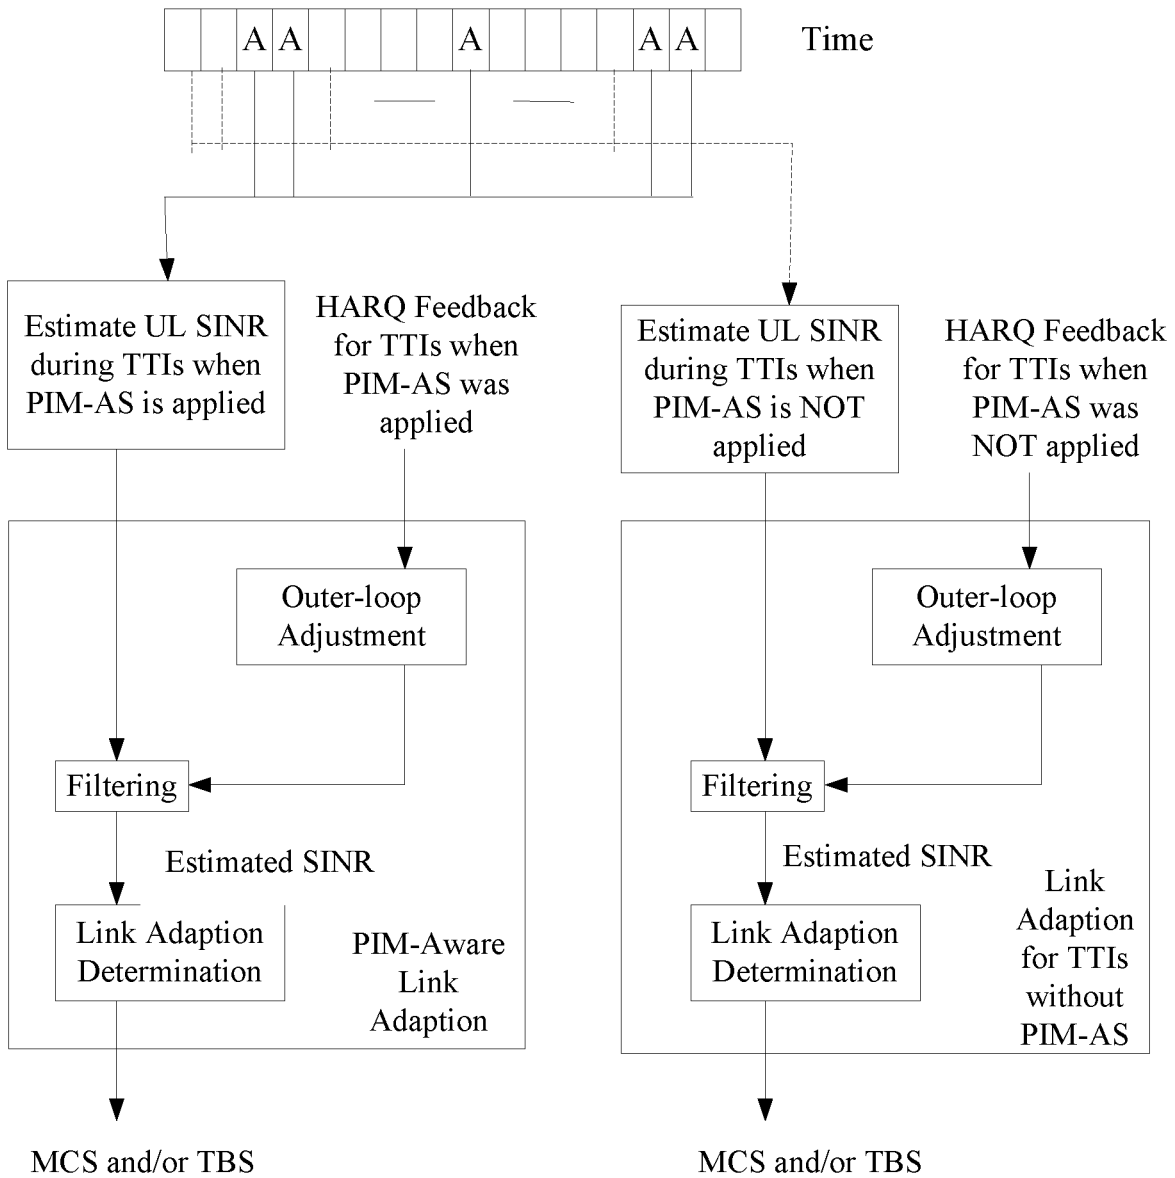 A A A A A Time
Estimate UL SINR
during TTIs when
PIM-AS is applied
HARQ Feedback
for TTIs when
PIM-AS was
applied
Estimate UL SINR
during TTIs when
PIM-AS is NOT
applied
HARQ Feedback
for TTIs when
PIM-AS was
NOT applied
Outer-loop
Adjustment
Filtering
Estimated SINR
Link Adaption
Determination
PIM-Aware
Link
Adaption
MCS and/or TBS
Outer-loop
Adjustment
Filtering
Estimated SINR
Link Adaption
Determination
Link
Adaption
for TTIs
without
PIM-AS
MCS and/or TBS